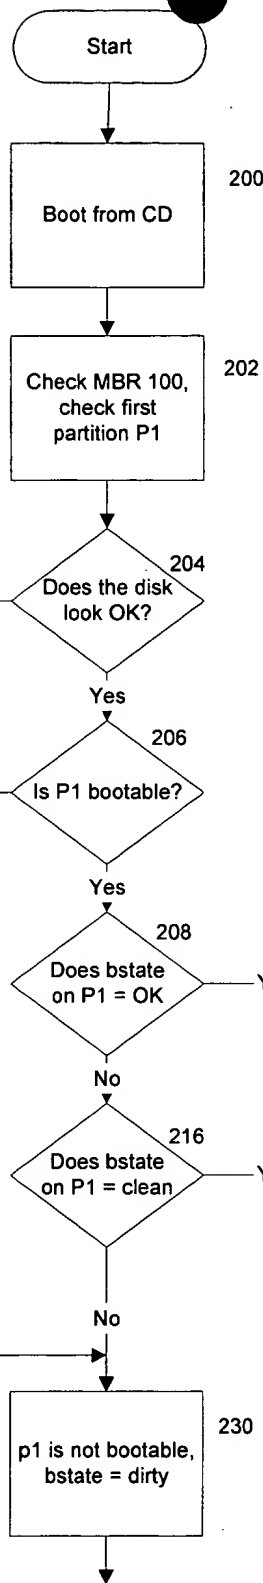 Start
200
Boot from CD
202
Check MBR 100,
check first
partition P1
204
Does the disk
look OK?
Yes
206
Is P1 bootable?
Yes
208
Does bstate
on P1 = OK
No
216
Does bstate
on P1 = clean
No
230
p1 is not bootable,
bstate = dirty